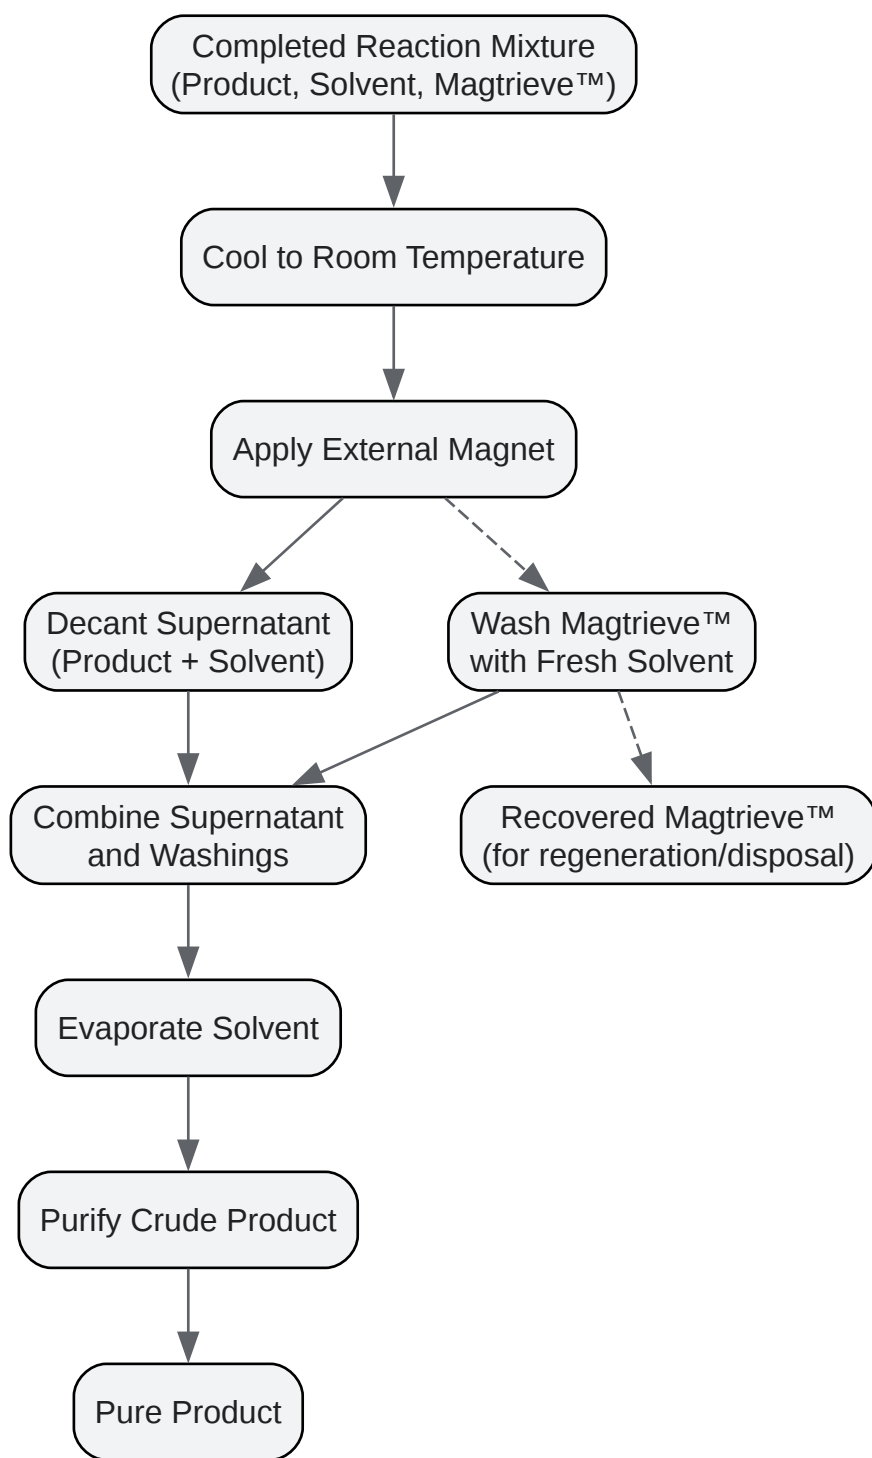 Completed Reaction Mixture
(Product, Solvent, Magtrieve™)
Cool to Room Temperature
Apply External Magnet
Decant Supernatant
(Product + Solvent)
Wash Magtrieve™
with Fresh Solvent
Combine Supernatant
and Washings
Recovered Magtrieve™
(for regeneration/disposal)
Evaporate Solvent
Purify Crude Product
Pure Product